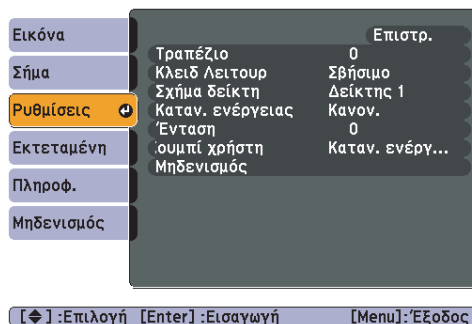 Εικόνα
Σήμα
Ρυθμίσεις
Εκτεταμένη
Πληροφ.
Μηδενισμός
Επιστρ.
Τραπέζιο 0
Κλειδ Λειτουρ Σβήσιμο
Σχήμα δείκτη Δείκτης 1
Καταν. ενέργειας Κανον.
Ένταση 0
ουμπί χρήστη Καταν. ενέργ...
Μηδενισμός
[◆] :Επιλογή [Enter] :Εισαγωγή [Menu]:Έξοδος